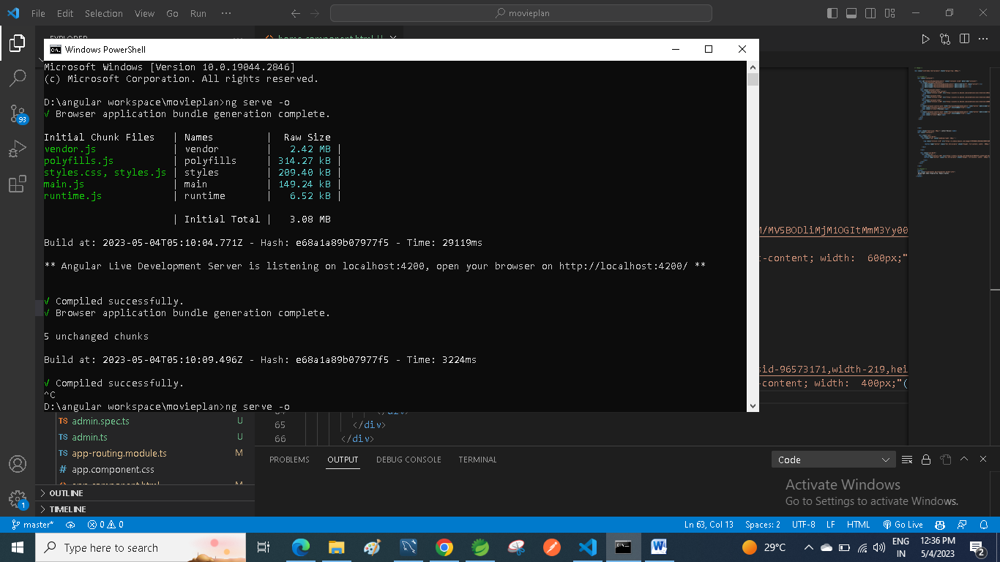 File Edit Selection View Go Run ···
movieplan
Windows PowerShell
Microsoft Windows [Version 10.0.19044.2846]
(c) Microsoft Corporation. All rights reserved.
D:\angular workspace\movieplan>ng serve -o
√ Browser application bundle generation complete.
Initial Chunk Files | Names | Raw Size
vendor.js | vendor | 2.42 MB |
polyfills.js | polyfills | 314.27 kB |
styles.css, styles.js | styles | 209.40 kB |
main.js | main | 149.24 kB |
runtime.js | runtime | 6.52 kB |
| Initial Total | 3.08 MB
Build at: 2023-05-04T05:10:04.771Z - Hash: e68a1a89b07977f5 - Time: 29119ms
** Angular Live Development Server is listening on localhost:4200, open your browser on http://localhost:4200/ **
√ Compiled successfully.
√ Browser application bundle generation complete.
5 unchanged chunks
Build at: 2023-05-04T05:10:09.496Z - Hash: e68a1a89b07977f5 - Time: 3224ms
√ Compiled successfully.
^C
D:\angular workspace\movieplan>ng serve -o
t-content; width: 600px;"
sid-96573171,width-219,hei
-content; width: 400px;"(
65 </div>
66 </div>
93
1
TS admin.spec.ts U
TS admin.ts U
TS app-routing.module.ts M
# app.component.css
OUTLINE
TIMELINE
PROBLEMS OUTPUT DEBUG CONSOLE TERMINAL
Code
Activate Windows
Go to Settings to activate Windows.
master* 0 0 Ln 63, Col 13 Spaces: 2 UTF-8 LF HTML Go Live
Type here to search
29°C
ENG
IN
12:36 PM
5/4/2023
2